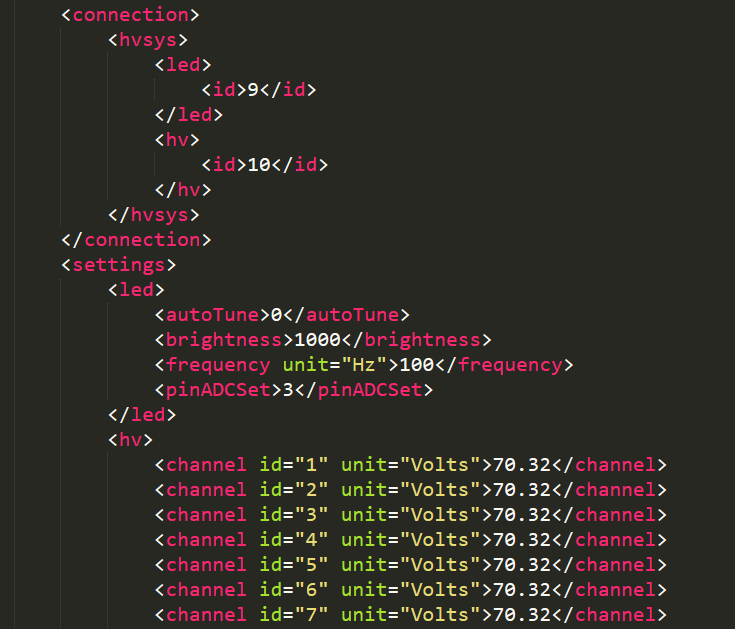 <connection>
<hvsys>
<led>
<id>9</id>
</led>
<hv>
<id>10</id>
</hv>
</hvsys>
</connection>
<settings>
<led>
<autoTune>0</autoTune>
<brightness>1000</brightness>
<frequency unit="Hz">100</frequency>
<pinADCSet>3</pinADCSet>
</led>
<hv>
<channel id="1" unit="Volts">70.32</channel>
<channel id="2" unit="Volts">70.32</channel>
<channel id="3" unit="Volts">70.32</channel>
<channel id="4" unit="Volts">70.32</channel>
<channel id="5" unit="Volts">70.32</channel>
<channel id="6" unit="Volts">70.32</channel>
<channel id="7" unit="Volts">70.32</channel>